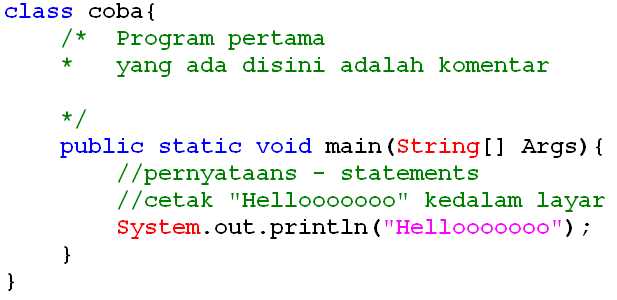 class coba{
/* Program pertama
* yang ada disini adalah komentar
*/
public static void main(String[] Args){
//pernyataans - statements
//cetak "Hellooooooo" kedalam layar
System.out.println("Hellooooooo");
}
}